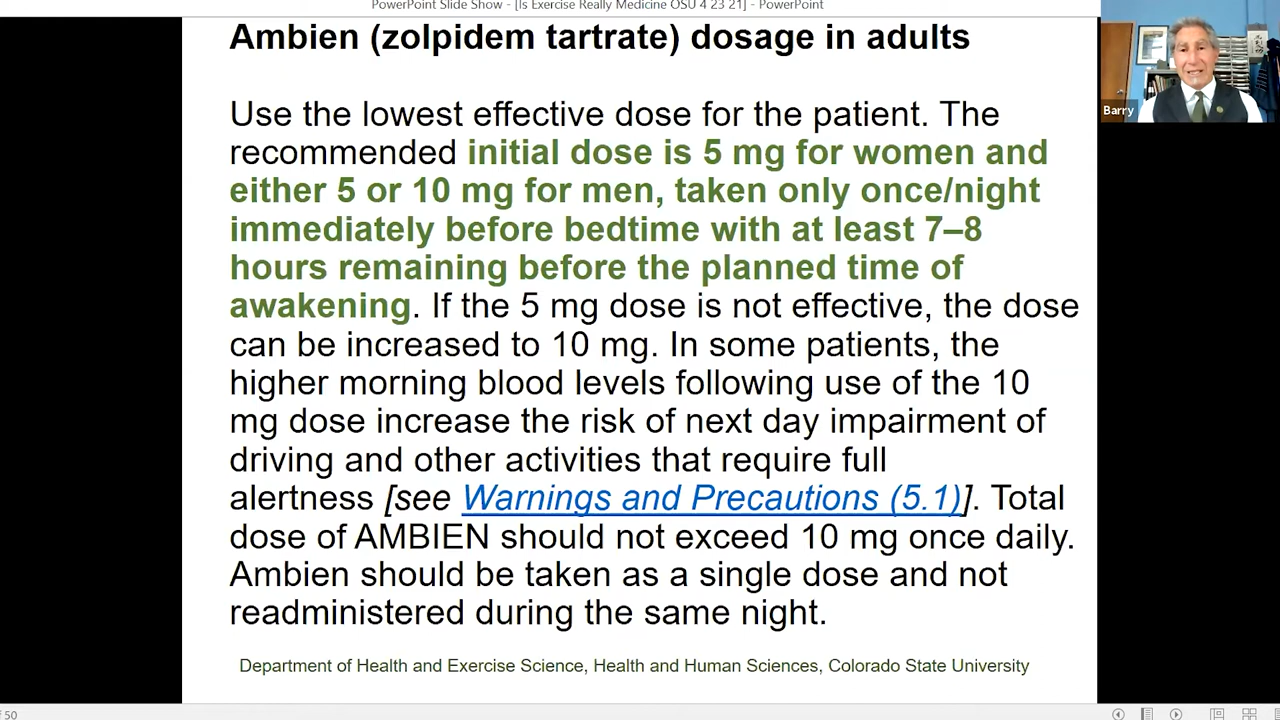 PowerPoint Slide Show - [Is Exercise Really Medicine OSU 4 23 21] - PowerPoint
Ambien (zolpidem tartrate) dosage in adults
Barry
Use the lowest effective dose for the patient. The
recommended initial dose is 5 mg for women and
either 5 or 10 mg for men, taken only once/night
immediately before bedtime with at least 7–8
hours remaining before the planned time of
awakening. If the 5 mg dose is not effective, the dose
can be increased to 10 mg. In some patients, the
higher morning blood levels following use of the 10
mg dose increase the risk of next day impairment of
driving and other activities that require full
alertness [see Warnings and Precautions (5.1)]. Total
dose of AMBIEN should not exceed 10 mg once daily.
Ambien should be taken as a single dose and not
readministered during the same night.
Department of Health and Exercise Science, Health and Human Sciences, Colorado State University
f 50